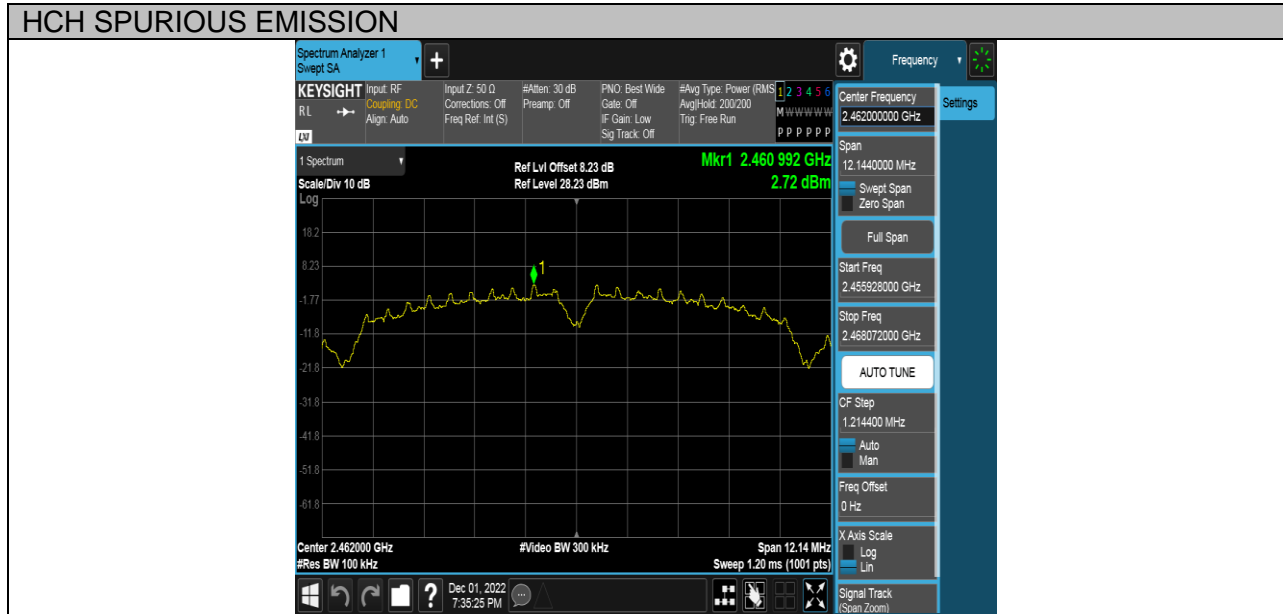 HCH SPURIOUS EMISSION
Spectrum Analyzer 1
Swept SA
+
Frequency
KEYSIGHT
RL
LXI
Input: RF
Coupling: DC
Align: Auto
Input Z: 50 Ω
Corrections: Off
Freq Ref: Int (S)
#Atten: 30 dB
Preamp: Off
PNO: Best Wide
Gate: Off
IF Gain: Low
Sig Track: Off
#Avg Type: Power (RMS
Avg|Hold: 200/200
Trig: Free Run
1 2 3 4 5 6
M W W W W W
P P P P P P
1 Spectrum
Scale/Div 10 dB
Ref Lvl Offset 8.23 dB
Ref Level 28.23 dBm
Mkr1 2.460 992 GHz
2.72 dBm
Log
18.2
8.23
-1.77
-11.8
-21.8
-31.8
-41.8
-51.8
-61.8
1
Center 2.462000 GHz
#Res BW 100 kHz
#Video BW 300 kHz
Span 12.14 MHz
Sweep 1.20 ms (1001 pts)
?
Dec 01, 2022
7:35:25 PM
Center Frequency
2.462000000 GHz
Settings
Span
12.1440000 MHz
Swept Span
Zero Span
Full Span
Start Freq
2.455928000 GHz
Stop Freq
2.468072000 GHz
AUTO TUNE
CF Step
1.214400 MHz
Auto
Man
Freq Offset
0 Hz
X Axis Scale
Log
Lin
Signal Track
(Span Zoom)